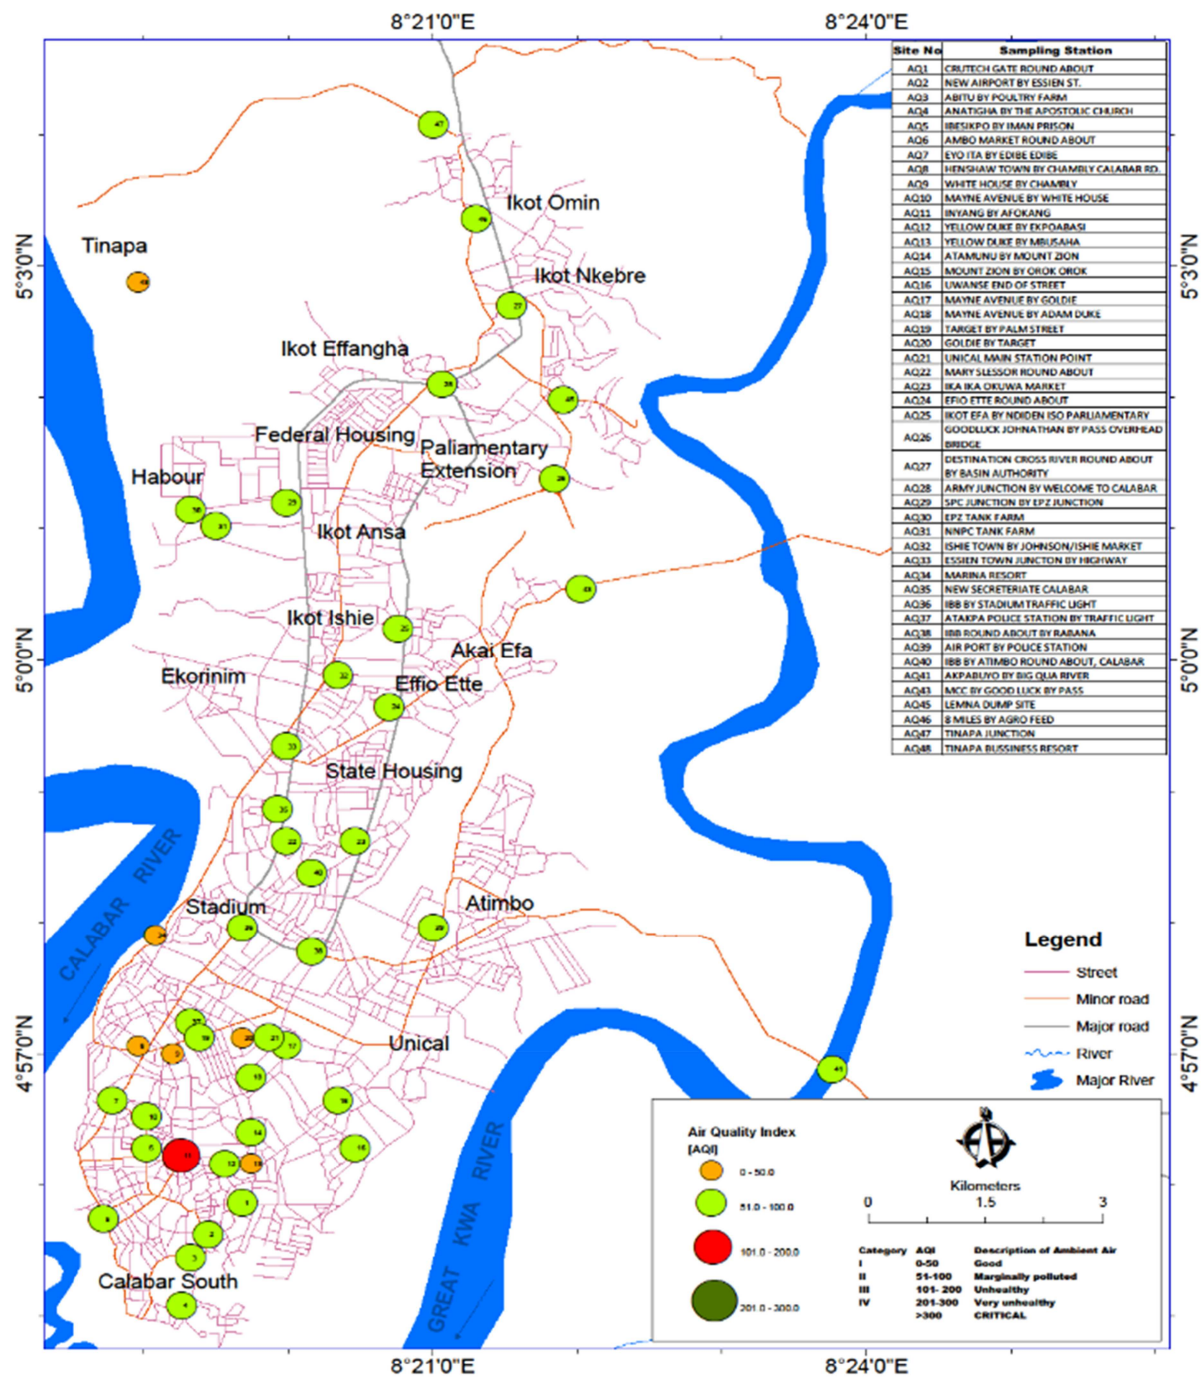 8°21'0"E
8°24'0"E
Site No Sampling Station
AQ1 CRUTECH GATE ROUND ABOUT
AQ2 NEW AIRPORT BY ESSIEN ST.
AQ3 ABITU BY POULTRY FARM
AQ4 ANATIGHA BY THE APOSTOLIC CHURCH
AQ5 IBESIKPO BY IMAN PRISON
AQ6 AMBO MARKET ROUND ABOUT
AQ7 EYO ITA BY EDIBE EDIBE
AQ8 HENSHAW TOWN BY CHAMBLY CALABAR RD.
AQ9 WHITE HOUSE BY CHAMBLY
AQ10 MAYNE AVENUE BY WHITE HOUSE
AQ11 INYANG BY AFOKANG
AQ12 YELLOW DUKE BY EKPOABASI
AQ13 YELLOW DUKE BY MBUSAHA
AQ14 ATAMUNU BY MOUNT ZION
AQ15 MOUNT ZION BY OROK OROK
AQ16 UWANSE END OF STREET
AQ17 MAYNE AVENUE BY GOLDIE
AQ18 MAYNE AVENUE BY ADAM DUKE
AQ19 TARGET BY PALM STREET
AQ20 GOLDIE BY TARGET
AQ21 UNICAL MAIN STATION POINT
AQ22 MARY SLESSOR ROUND ABOUT
AQ23 IKA IKA OKUWA MARKET
AQ24 EFIO ETTE ROUND ABOUT
AQ25 IKOT EFA BY NDIDEN ISO PARLIAMENTARY
AQ26 GOODLUCK JOHNATHAN BY PASS OVERHEAD
BRIDGE
AQ27 DESTINATION CROSS RIVER ROUND ABOUT
BY BASIN AUTHORITY
AQ28 ARMY JUNCTION BY WELCOME TO CALABAR
AQ29 SPC JUNCTION BY EPZ JUNCTION
AQ30 EPZ TANK FARM
AQ31 NNPC TANK FARM
AQ32 ISHIE TOWN BY JOHNSON/ISHIE MARKET
AQ33 ESSIEN TOWN JUNCTON BY HIGHWAY
AQ34 MARINA RESORT
AQ35 NEW SECRETERIATE CALABAR
AQ36 IBB BY STADIUM TRAFFIC LIGHT
AQ37 ATAKPA POLICE STATION BY TRAFFIC LIGHT
AQ38 IBB ROUND ABOUT BY RABANA
AQ39 AIR PORT BY POLICE STATION
AQ40 IBB BY ATIMBO ROUND ABOUT, CALABAR
AQ41 AKPABUYO BY BIG QUA RIVER
AQ43 MCC BY GOOD LUCK BY PASS
AQ45 LEMNA DUMP SITE
AQ46 8 MILES BY AGRO FEED
AQ47 TINAPA JUNCTION
AQ48 TINAPA BUSSINESS RESORT
5°3'0"N
5°3'0"N
5°0'0"N
5°0'0"N
4°57'0"N
4°57'0"N
Ikot Omin
Tinapa
Ikot Nkebre
Ikot Effangha
Federal Housing
Paliamentary
Extension
Habour
Ikot Ansa
Ikot Ishie
Akai Efa
Ekorinim
Effio Ette
State Housing
CALABAR RIVER
Stadium
Atimbo
Unical
Calabar South
GREAT KWA RIVER
Legend
Street
Minor road
Major road
River
Major River
Air Quality Index
[AQI]
0 - 50.0
51.0 - 100.0
101.0 - 200.0
201.0 - 300.0
Kilometers
0 1.5 3
Category AQI Description of Ambient Air
I 0-50 Good
II 51-100 Marginally polluted
III 101- 200 Unhealthy
IV 201-300 Very unhealthy
>300 CRITICAL
8°21'0"E
8°24'0"E